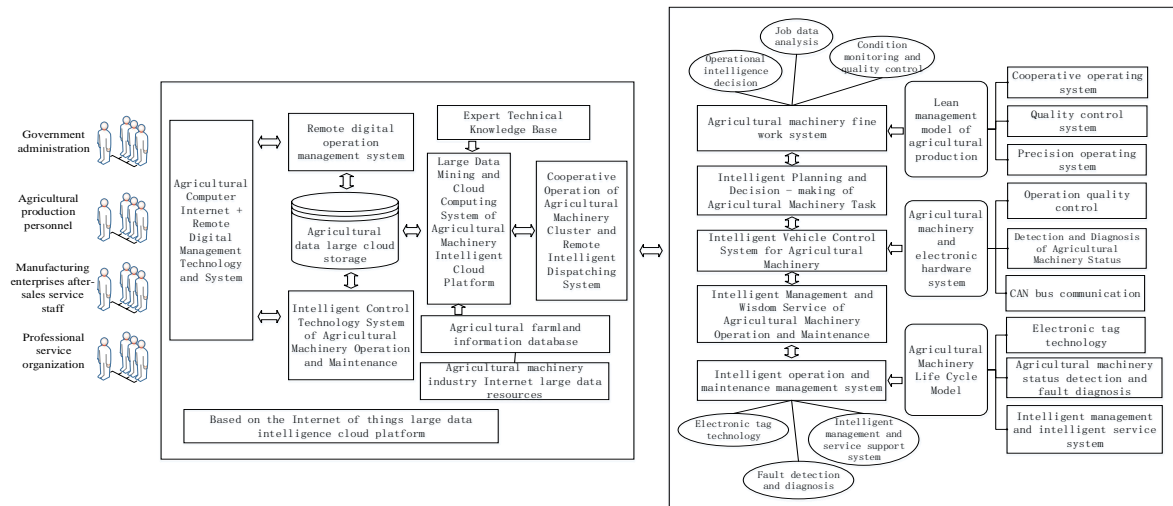 Government
administration
Agricultural
production
personnel
Manufacturing
enterprises after-
sales service
staff
Professional
service
organization
Agricultural
Computer
Internet +
Remote
Digital
Management
Technology
and System
Remote digital
operation
management system
Agricultural
data large cloud
storage
Intelligent Control
Technology System
of Agricultural
Machinery Operation
and Maintenance
Expert Technical
Knowledge Base
Large Data
Mining and
Cloud
Computing
System of
Agricultural
Machinery
Intelligent
Cloud
Platform
Agricultural farmland
information database
Agricultural machinery
industry Internet large data
resources
Cooperative
Operation of
Agricultural
Machinery
Cluster and
Remote
Intelligent
Dispatching
System
Based on the Internet of things large data
intelligence cloud platform
Job data
analysis
Operational
intelligence
decision
Condition
monitoring and
quality control
Agricultural machinery fine
work system
Intelligent Planning and
Decision - making of
Agricultural Machinery Task
Intelligent Vehicle Control
System for Agricultural
Machinery
Intelligent Management and
Wisdom Service of
Agricultural Machinery
Operation and Maintenance
Intelligent operation and
maintenance management system
Electronic tag
technology
Intelligent
management and
service support
system
Fault detection
and diagnosis
Lean
management
model of
agricultural
production
Cooperative operating
system
Quality control
system
Precision operating
system
Agricultural
machinery
and
electronic
hardware
system
Operation quality
control
Detection and Diagnosis
of Agricultural
Machinery Status
CAN bus communication
Agricultural
Machinery
Life Cycle
Model
Electronic tag
technology
Agricultural machinery
status detection and
fault diagnosis
Intelligent management
and intelligent service
system